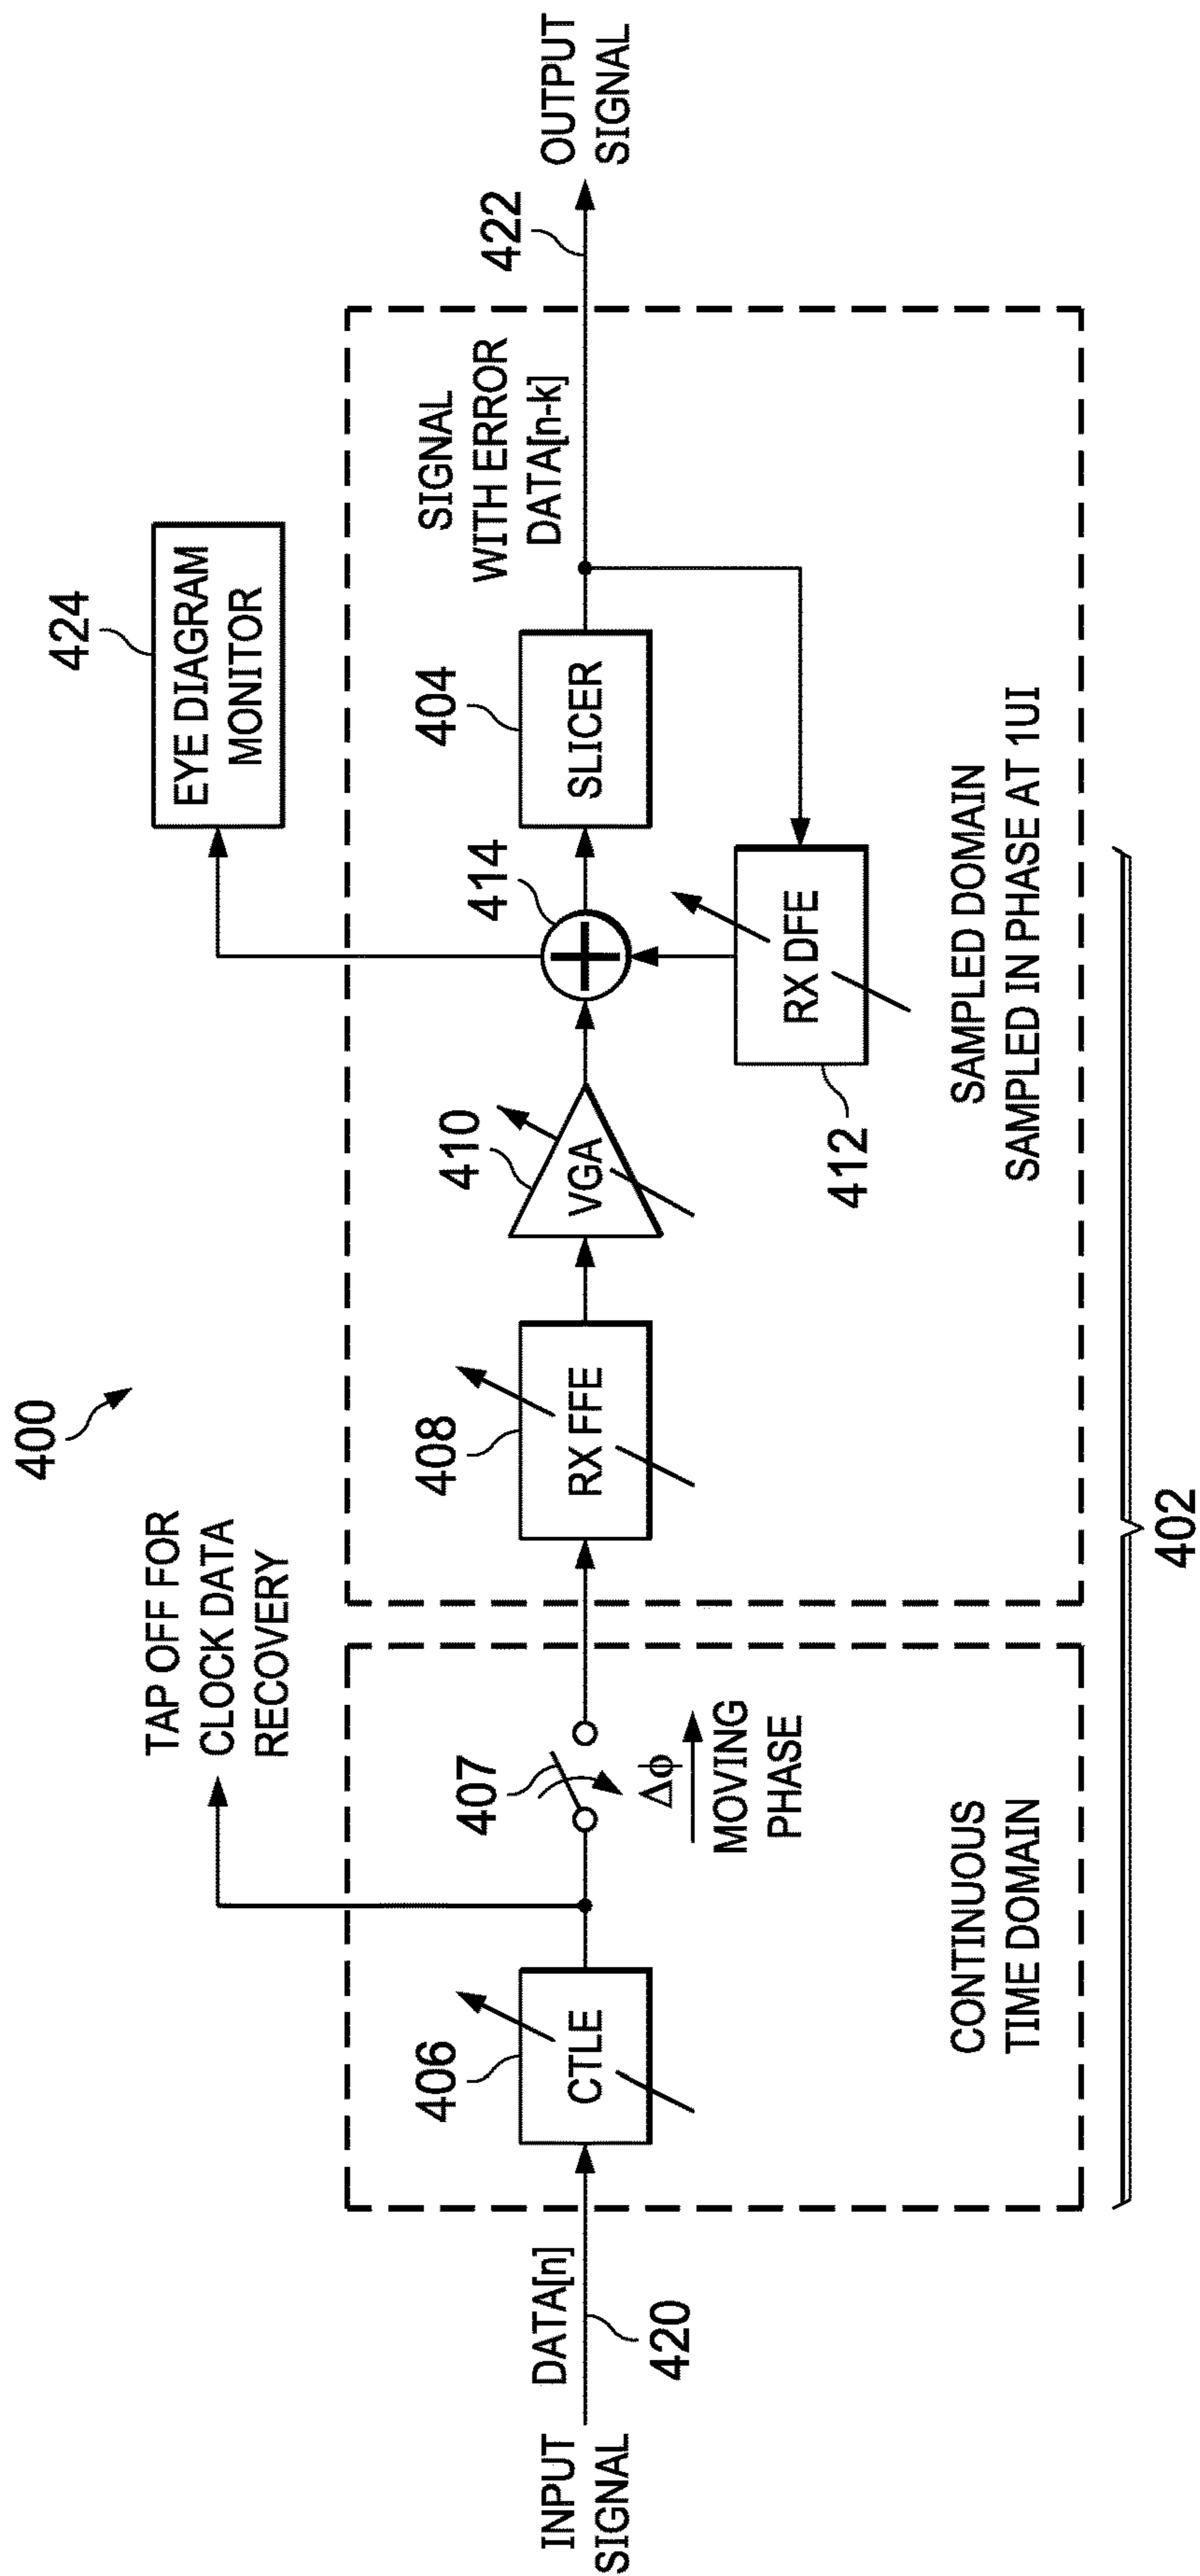 400
TAP OFF FOR
CLOCK DATA
RECOVERY
424
EYE DIAGRAM
MONITOR
INPUT
SIGNAL
DATA[n]
420
406
CTLE
407
Δϕ
MOVING
PHASE
CONTINUOUS
TIME DOMAIN
408
RX FFE
410
VGA
414
404
SLICER
SIGNAL
WITH ERROR
DATA[n-k]
422
OUTPUT
SIGNAL
RX DFE
412
SAMPLED DOMAIN
SAMPLED IN PHASE AT 1UI
402